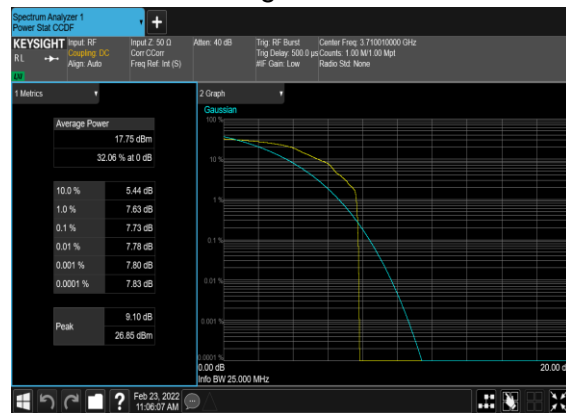 Spectrum Analyzer 1
Power Stat CCDF
+
KEYSIGHT
RL
Input: RF
Coupling: DC
Align: Auto
Input Z: 50 Ω
Corr CCorr
Freq Ref: Int (S)
Atten: 40 dB
Trig: RF Burst
Trig Delay: 500.0 µs
#IF Gain: Low
Center Freq: 3.710010000 GHz
Counts: 1.00 M/1.00 Mpt
Radio Std: None
1 Metrics
Average Power
17.75 dBm
32.06 % at 0 dB
10.0 % 5.44 dB
1.0 % 7.63 dB
0.1 % 7.73 dB
0.01 % 7.78 dB
0.001 % 7.80 dB
0.0001 % 7.83 dB
Peak
9.10 dB
26.85 dBm
2 Graph
Gaussian
100 %
10 %
1 %
0.1 %
0.01 %
0.001 %
0.0001 %
0.00 dB
20.00 d
Info BW 25.000 MHz
?
Feb 23, 2022
11:06:07 AM